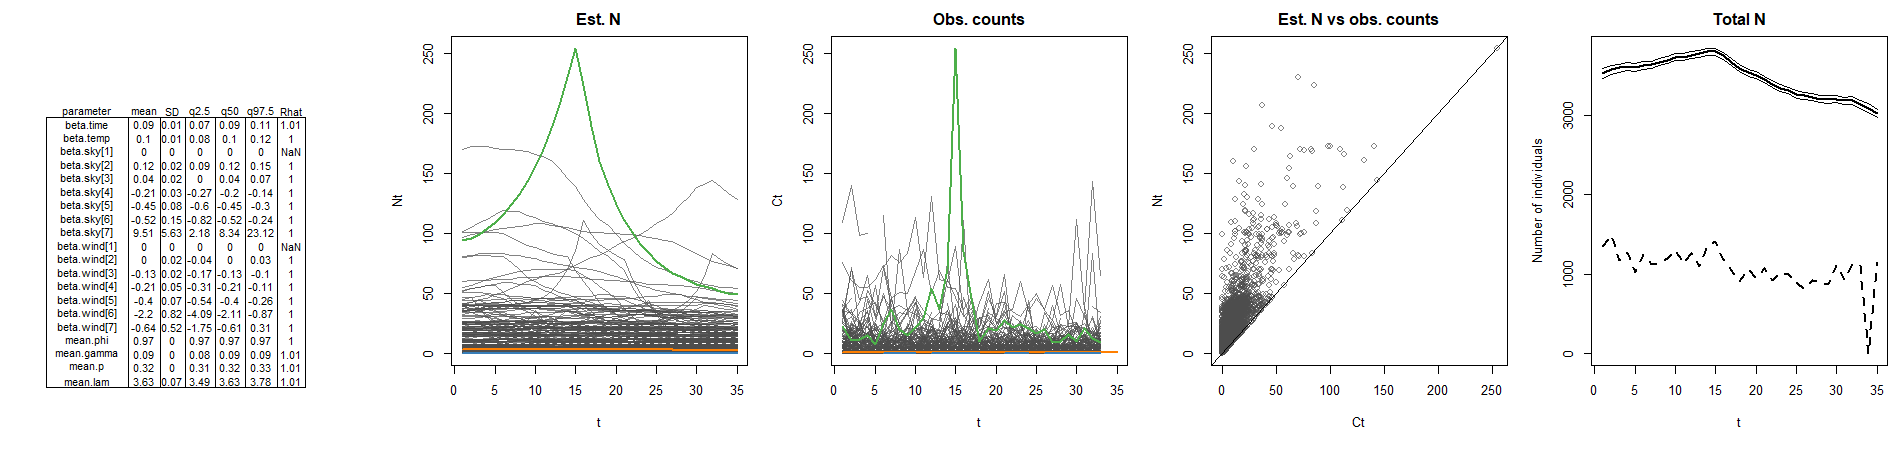 parameter mean SD q2.5 q50 q97.5 Rhat
beta.time 0.09 0.01 0.07 0.09 0.11 1.01
beta.temp 0.1 0.01 0.08 0.1 0.12 1
beta.sky[1] 0 0 0 0 0 NaN
beta.sky[2] 0.12 0.02 0.09 0.12 0.15 1
beta.sky[3] 0.04 0.02 0 0.04 0.07 1
beta.sky[4] -0.21 0.03 -0.27 -0.2 -0.14 1
beta.sky[5] -0.45 0.08 -0.6 -0.45 -0.3 1
beta.sky[6] -0.52 0.15 -0.82 -0.52 -0.24 1
beta.sky[7] 9.51 5.63 2.18 8.34 23.12 1
beta.wind[1] 0 0 0 0 0 NaN
beta.wind[2] 0 0.02 -0.04 0 0.03 1
beta.wind[3] -0.13 0.02 -0.17 -0.13 -0.1 1
beta.wind[4] -0.21 0.05 -0.31 -0.21 -0.11 1
beta.wind[5] -0.4 0.07 -0.54 -0.4 -0.26 1
beta.wind[6] -2.2 0.82 -4.09 -2.11 -0.87 1
beta.wind[7] -0.64 0.52 -1.75 -0.61 0.31 1
mean.phi 0.97 0 0.97 0.97 0.97 1
mean.gamma 0.09 0 0.08 0.09 0.09 1.01
mean.p 0.32 0 0.31 0.32 0.33 1.01
mean.lam 3.63 0.07 3.49 3.63 3.78 1.01
Est. N
Nt
250
200
150
100
50
0
0 5 10 15 20 25 30 35
t
Obs. counts
Ct
250
200
150
100
50
0
0 5 10 15 20 25 30 35
t
Est. N vs obs. counts
Nt
250
200
150
100
50
0
0 50 100 150 200 250
Ct
Total N
Number of individuals
3000
2000
1000
0
0 5 10 15 20 25 30 35
t